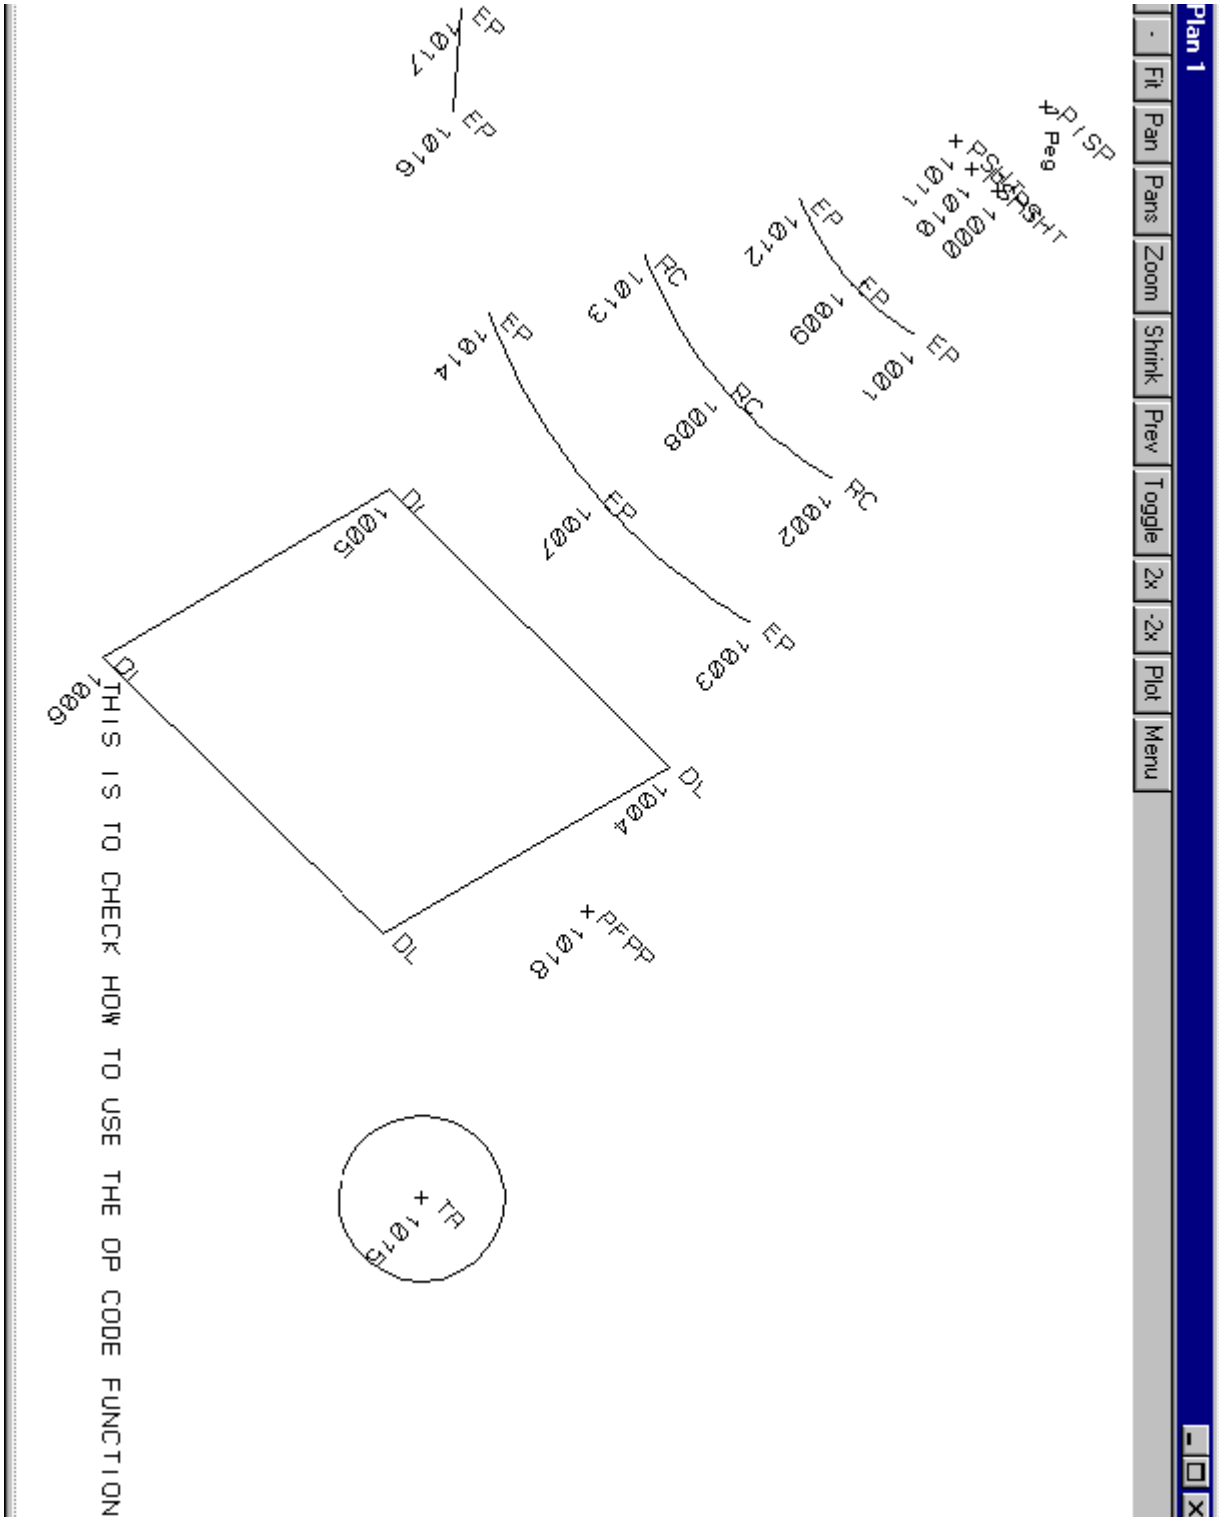 Plan 1
- Fit Pan Pans Zoom Shrink Prev Toggle 2x -2x Plot Menu
Peg
PSHT
1011
1010
1000
EP
1017
EP
1016
EP
1012
EP
1009
EP
1001
RC
1013
RC
1008
RC
1002
EP
1014
EP
1007
EP
1003
DL
1005
DL
1004
DL
1006
DL
PFPP
1018
TR
1015
THIS IS TO CHECK HOW TO USE THE OP CODE FUNCTION